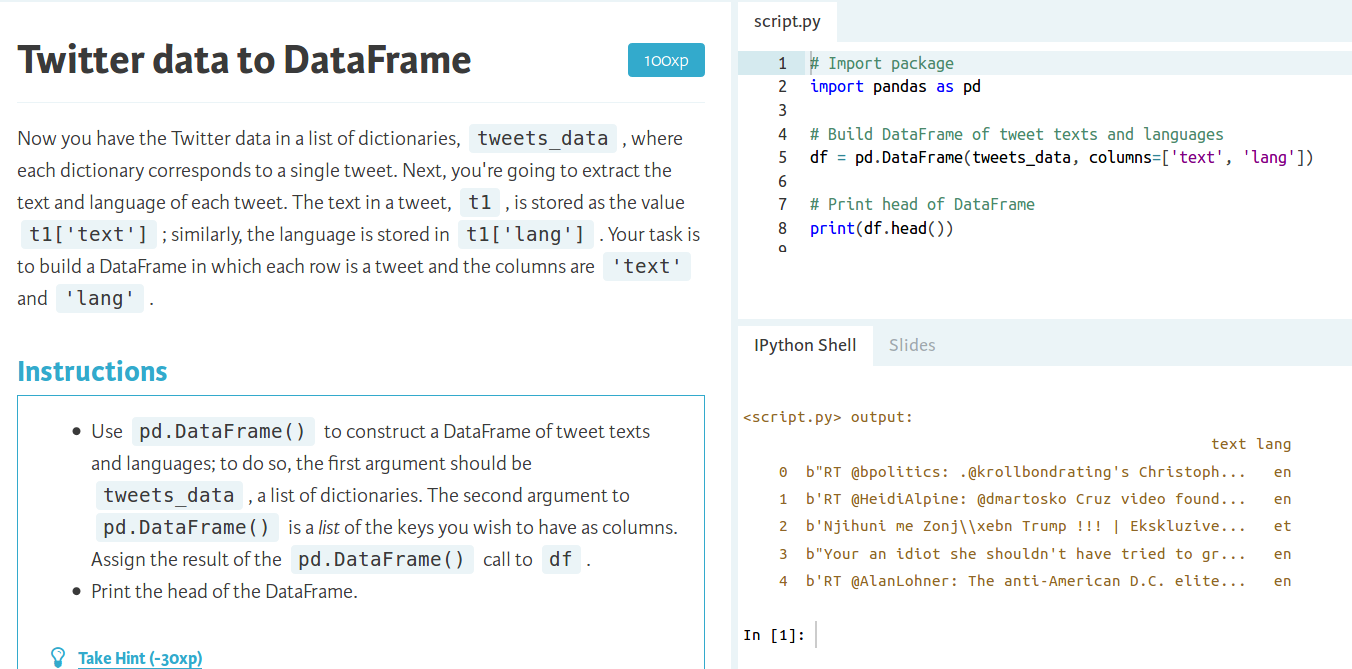 Twitter data to DataFrame
100xp
Now you have the Twitter data in a list of dictionaries, tweets_data , where
each dictionary corresponds to a single tweet. Next, you're going to extract the
text and language of each tweet. The text in a tweet, t1 , is stored as the value
t1['text'] ; similarly, the language is stored in t1['lang'] . Your task is
to build a DataFrame in which each row is a tweet and the columns are 'text'
and 'lang' .
Instructions
• Use pd.DataFrame() to construct a DataFrame of tweet texts
and languages; to do so, the first argument should be
tweets_data , a list of dictionaries. The second argument to
pd.DataFrame() is a list of the keys you wish to have as columns.
Assign the result of the pd.DataFrame() call to df .
• Print the head of the DataFrame.
Take Hint (-30xp)
script.py
1 # Import package
2 import pandas as pd
3
4 # Build DataFrame of tweet texts and languages
5 df = pd.DataFrame(tweets_data, columns=['text', 'lang'])
6
7 # Print head of DataFrame
8 print(df.head())
9
IPython Shell Slides
<script.py> output:
text lang
0 b"RT @bpolitics: .@krollbondrating's Christoph... en
1 b'RT @HeidiAlpine: @dmartosko Cruz video found... en
2 b'Njihuni me Zonj\\xebn Trump !!! | Ekskluzive... et
3 b"Your an idiot she shouldn't have tried to gr... en
4 b'RT @AlanLohner: The anti-American D.C. elite... en
In [1]: